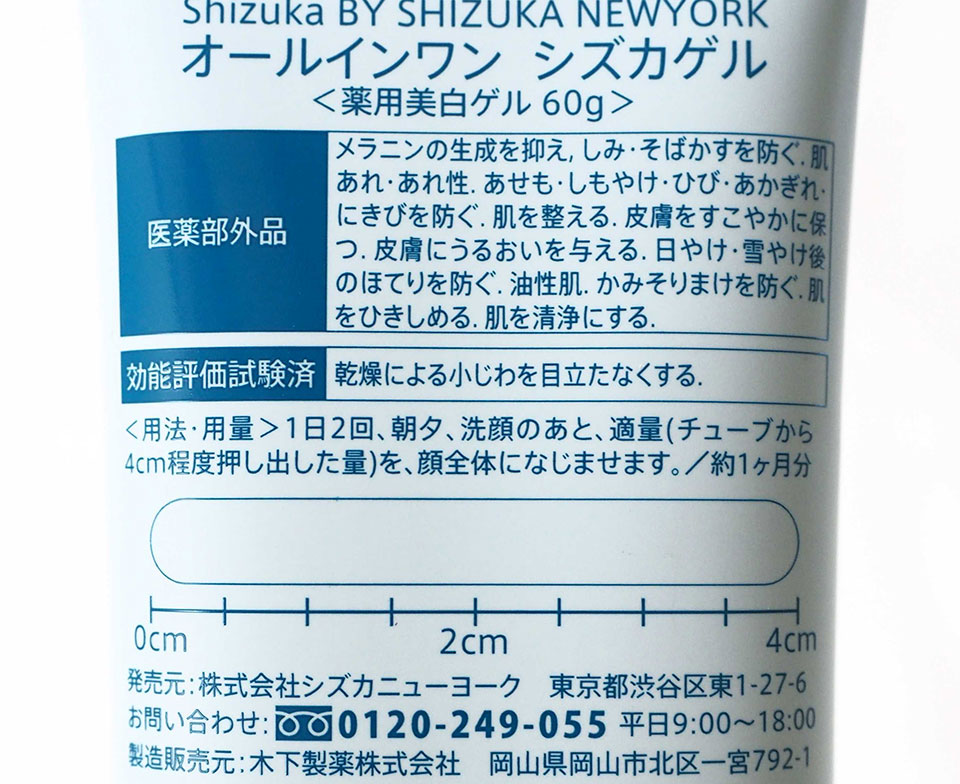 Shizuka BY SHIZUKA NEWYORK
オールインワン シズカゲル
＜薬用美白ゲル 60g＞
医薬部外品
メラニンの生成を抑え, しみ・そばかすを防ぐ. 肌
あれ・あれ性. あせも・しもやけ・ひび・あかぎれ・
にきびを防ぐ. 肌を整える. 皮膚をすこやかに保
つ. 皮膚にうるおいを与える. 日やけ・雪やけ後
のほてりを防ぐ. 油性肌. かみそりまけを防ぐ. 肌
をひきしめる. 肌を清浄にする.
効能評価試験済 乾燥による小じわを目立たなくする.
＜用法・用量＞1日2回、朝夕、洗顔のあと、適量(チューブから
4cm程度押し出した量)を、顔全体になじませます。／約1ヶ月分
0cm 2cm 4cm
発売元:株式会社シズカニューヨーク 東京都渋谷区東1-27-6
お問い合わせ: 0120-249-055 平日9:00〜18:00
製造販売元:木下製薬株式会社 岡山県岡山市北区一宮792-1